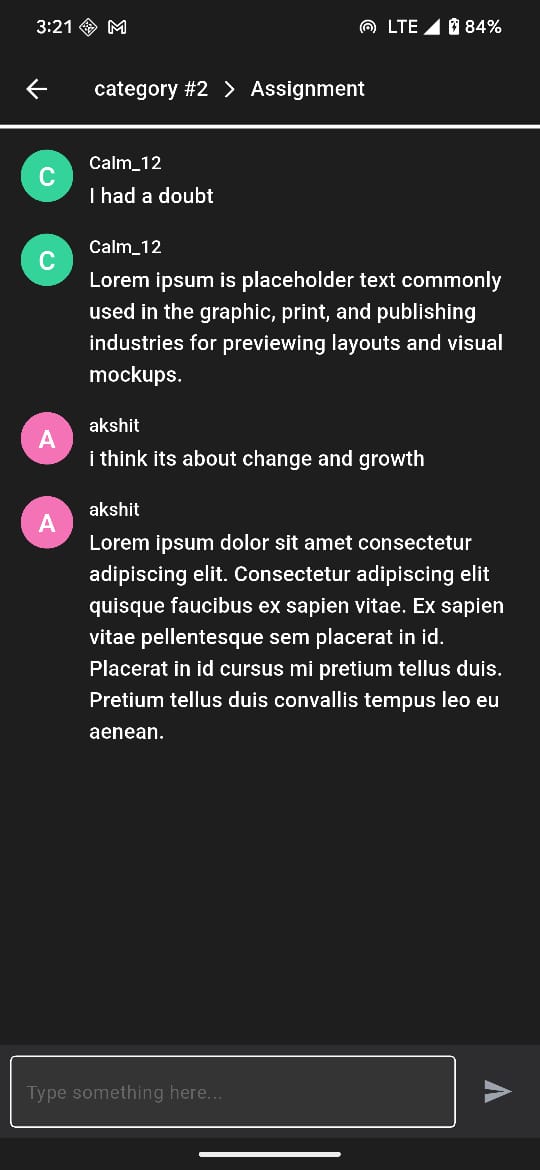 3:21 LTE 84%
category #2 > Assignment
C Calm_12
I had a doubt
C Calm_12
Lorem ipsum is placeholder text commonly
used in the graphic, print, and publishing
industries for previewing layouts and visual
mockups.
A akshit
i think its about change and growth
A akshit
Lorem ipsum dolor sit amet consectetur
adipiscing elit. Consectetur adipiscing elit
quisque faucibus ex sapien vitae. Ex sapien
vitae pellentesque sem placerat in id.
Placerat in id cursus mi pretium tellus duis.
Pretium tellus duis convallis tempus leo eu
aenean.
Type something here...